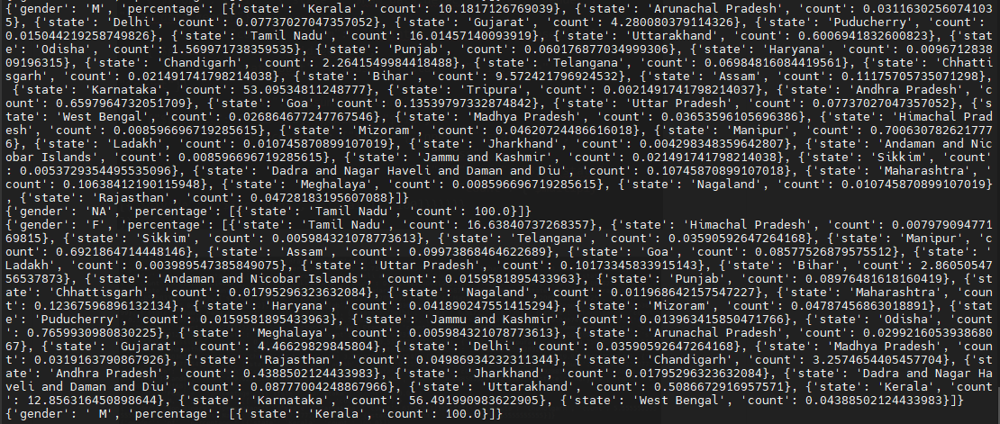 {'gender': 'M', 'percentage': [{'state': 'Kerala', 'count': 10.1817126769039}, {'state': 'Arunachal Pradesh', 'count': 0.0311630256074103
5}, {'state': 'Delhi', 'count': 0.07737027047357052}, {'state': 'Gujarat', 'count': 4.280080379114326}, {'state': 'Puducherry', 'count':
0.015044219258749826}, {'state': 'Tamil Nadu', 'count': 16.01457140093919}, {'state': 'Uttarakhand', 'count': 0.6006941832600823}, {'stat
e': 'Odisha', 'count': 1.569971738359535}, {'state': 'Punjab', 'count': 0.060176877034999306}, {'state': 'Haryana', 'count': 0.0096712838
09196315}, {'state': 'Chandigarh', 'count': 2.2641549984418488}, {'state': 'Telangana', 'count': 0.06984816084419561}, {'state': 'Chhatti
sgarh', 'count': 0.021491741798214038}, {'state': 'Bihar', 'count': 9.572421796924532}, {'state': 'Assam', 'count': 0.11175705735071298},
{'state': 'Karnataka', 'count': 53.09534811248777}, {'state': 'Tripura', 'count': 0.0021491741798214037}, {'state': 'Andhra Pradesh', 'co
unt': 0.6597964732051709}, {'state': 'Goa', 'count': 0.13539797332874842}, {'state': 'Uttar Pradesh', 'count': 0.07737027047357052}, {'s
tate': 'West Bengal', 'count': 0.026864677247767546}, {'state': 'Madhya Pradesh', 'count': 0.03653596105696386}, {'state': 'Himachal Prad
esh', 'count': 0.008596696719285615}, {'state': 'Mizoram', 'count': 0.04620724486616018}, {'state': 'Manipur', 'count': 0.700630782621777
6}, {'state': 'Ladakh', 'count': 0.010745870899107019}, {'state': 'Jharkhand', 'count': 0.004298348359642807}, {'state': 'Andaman and Nic
obar Islands', 'count': 0.008596696719285615}, {'state': 'Jammu and Kashmir', 'count': 0.021491741798214038}, {'state': 'Sikkim', 'count'
: 0.0053729354495535096}, {'state': 'Dadra and Nagar Haveli and Daman and Diu', 'count': 0.10745870899107018}, {'state': 'Maharashtra', '
count': 0.10638412190115948}, {'state': 'Meghalaya', 'count': 0.008596696719285615}, {'state': 'Nagaland', 'count': 0.010745870899107019}
, {'state': 'Rajasthan', 'count': 0.04728183195607088}]}
{'gender': 'NA', 'percentage': [{'state': 'Tamil Nadu', 'count': 100.0}]}
{'gender': 'F', 'percentage': [{'state': 'Tamil Nadu', 'count': 16.63840737268357}, {'state': 'Himachal Pradesh', 'count': 0.007979094771
69815}, {'state': 'Sikkim', 'count': 0.005984321078773613}, {'state': 'Telangana', 'count': 0.03590592647264168}, {'state': 'Manipur', 'c
ount': 0.6921864714448146}, {'state': 'Assam', 'count': 0.09973868464622689}, {'state': 'Goa', 'count': 0.08577526879575512}, {'state': '
Ladakh', 'count': 0.003989547385849075}, {'state': 'Uttar Pradesh', 'count': 0.10173345833915143}, {'state': 'Bihar', 'count': 2.86050547
56537873}, {'state': 'Andaman and Nicobar Islands', 'count': 0.0159581895433963}, {'state': 'Punjab', 'count': 0.08976481618160419}, {'st
ate': 'Chhattisgarh', 'count': 0.01795296323632084}, {'state': 'Nagaland', 'count': 0.011968642157547227}, {'state': 'Maharashtra', 'coun
t': 0.12367596896132134}, {'state': 'Haryana', 'count': 0.041890247551415294}, {'state': 'Mizoram', 'count': 0.04787456863018891}, {'stat
e': 'Puducherry', 'count': 0.0159581895433963}, {'state': 'Jammu and Kashmir', 'count': 0.013963415850471766}, {'state': 'Odisha', 'count
': 0.7659930980830225}, {'state': 'Meghalaya', 'count': 0.005984321078773613}, {'state': 'Arunachal Pradesh', 'count': 0.0299216053938680
67}, {'state': 'Gujarat', 'count': 4.46629829845804}, {'state': 'Delhi', 'count': 0.03590592647264168}, {'state': 'Madhya Pradesh', 'coun
t': 0.0319163790867926}, {'state': 'Rajasthan', 'count': 0.04986934232311344}, {'state': 'Chandigarh', 'count': 3.2574654405457704}, {'st
ate': 'Andhra Pradesh', 'count': 0.4388502124433983}, {'state': 'Jharkhand', 'count': 0.01795296323632084}, {'state': 'Dadra and Nagar Ha
veli and Daman and Diu', 'count': 0.08777004248867966}, {'state': 'Uttarakhand', 'count': 0.5086672916957571}, {'state': 'Kerala', 'count
': 12.856316450898644}, {'state': 'Karnataka', 'count': 56.491990983622905}, {'state': 'West Bengal', 'count': 0.04388502124433983}]}
{'gender': ' M', 'percentage': [{'state': 'Kerala', 'count': 100.0}]}